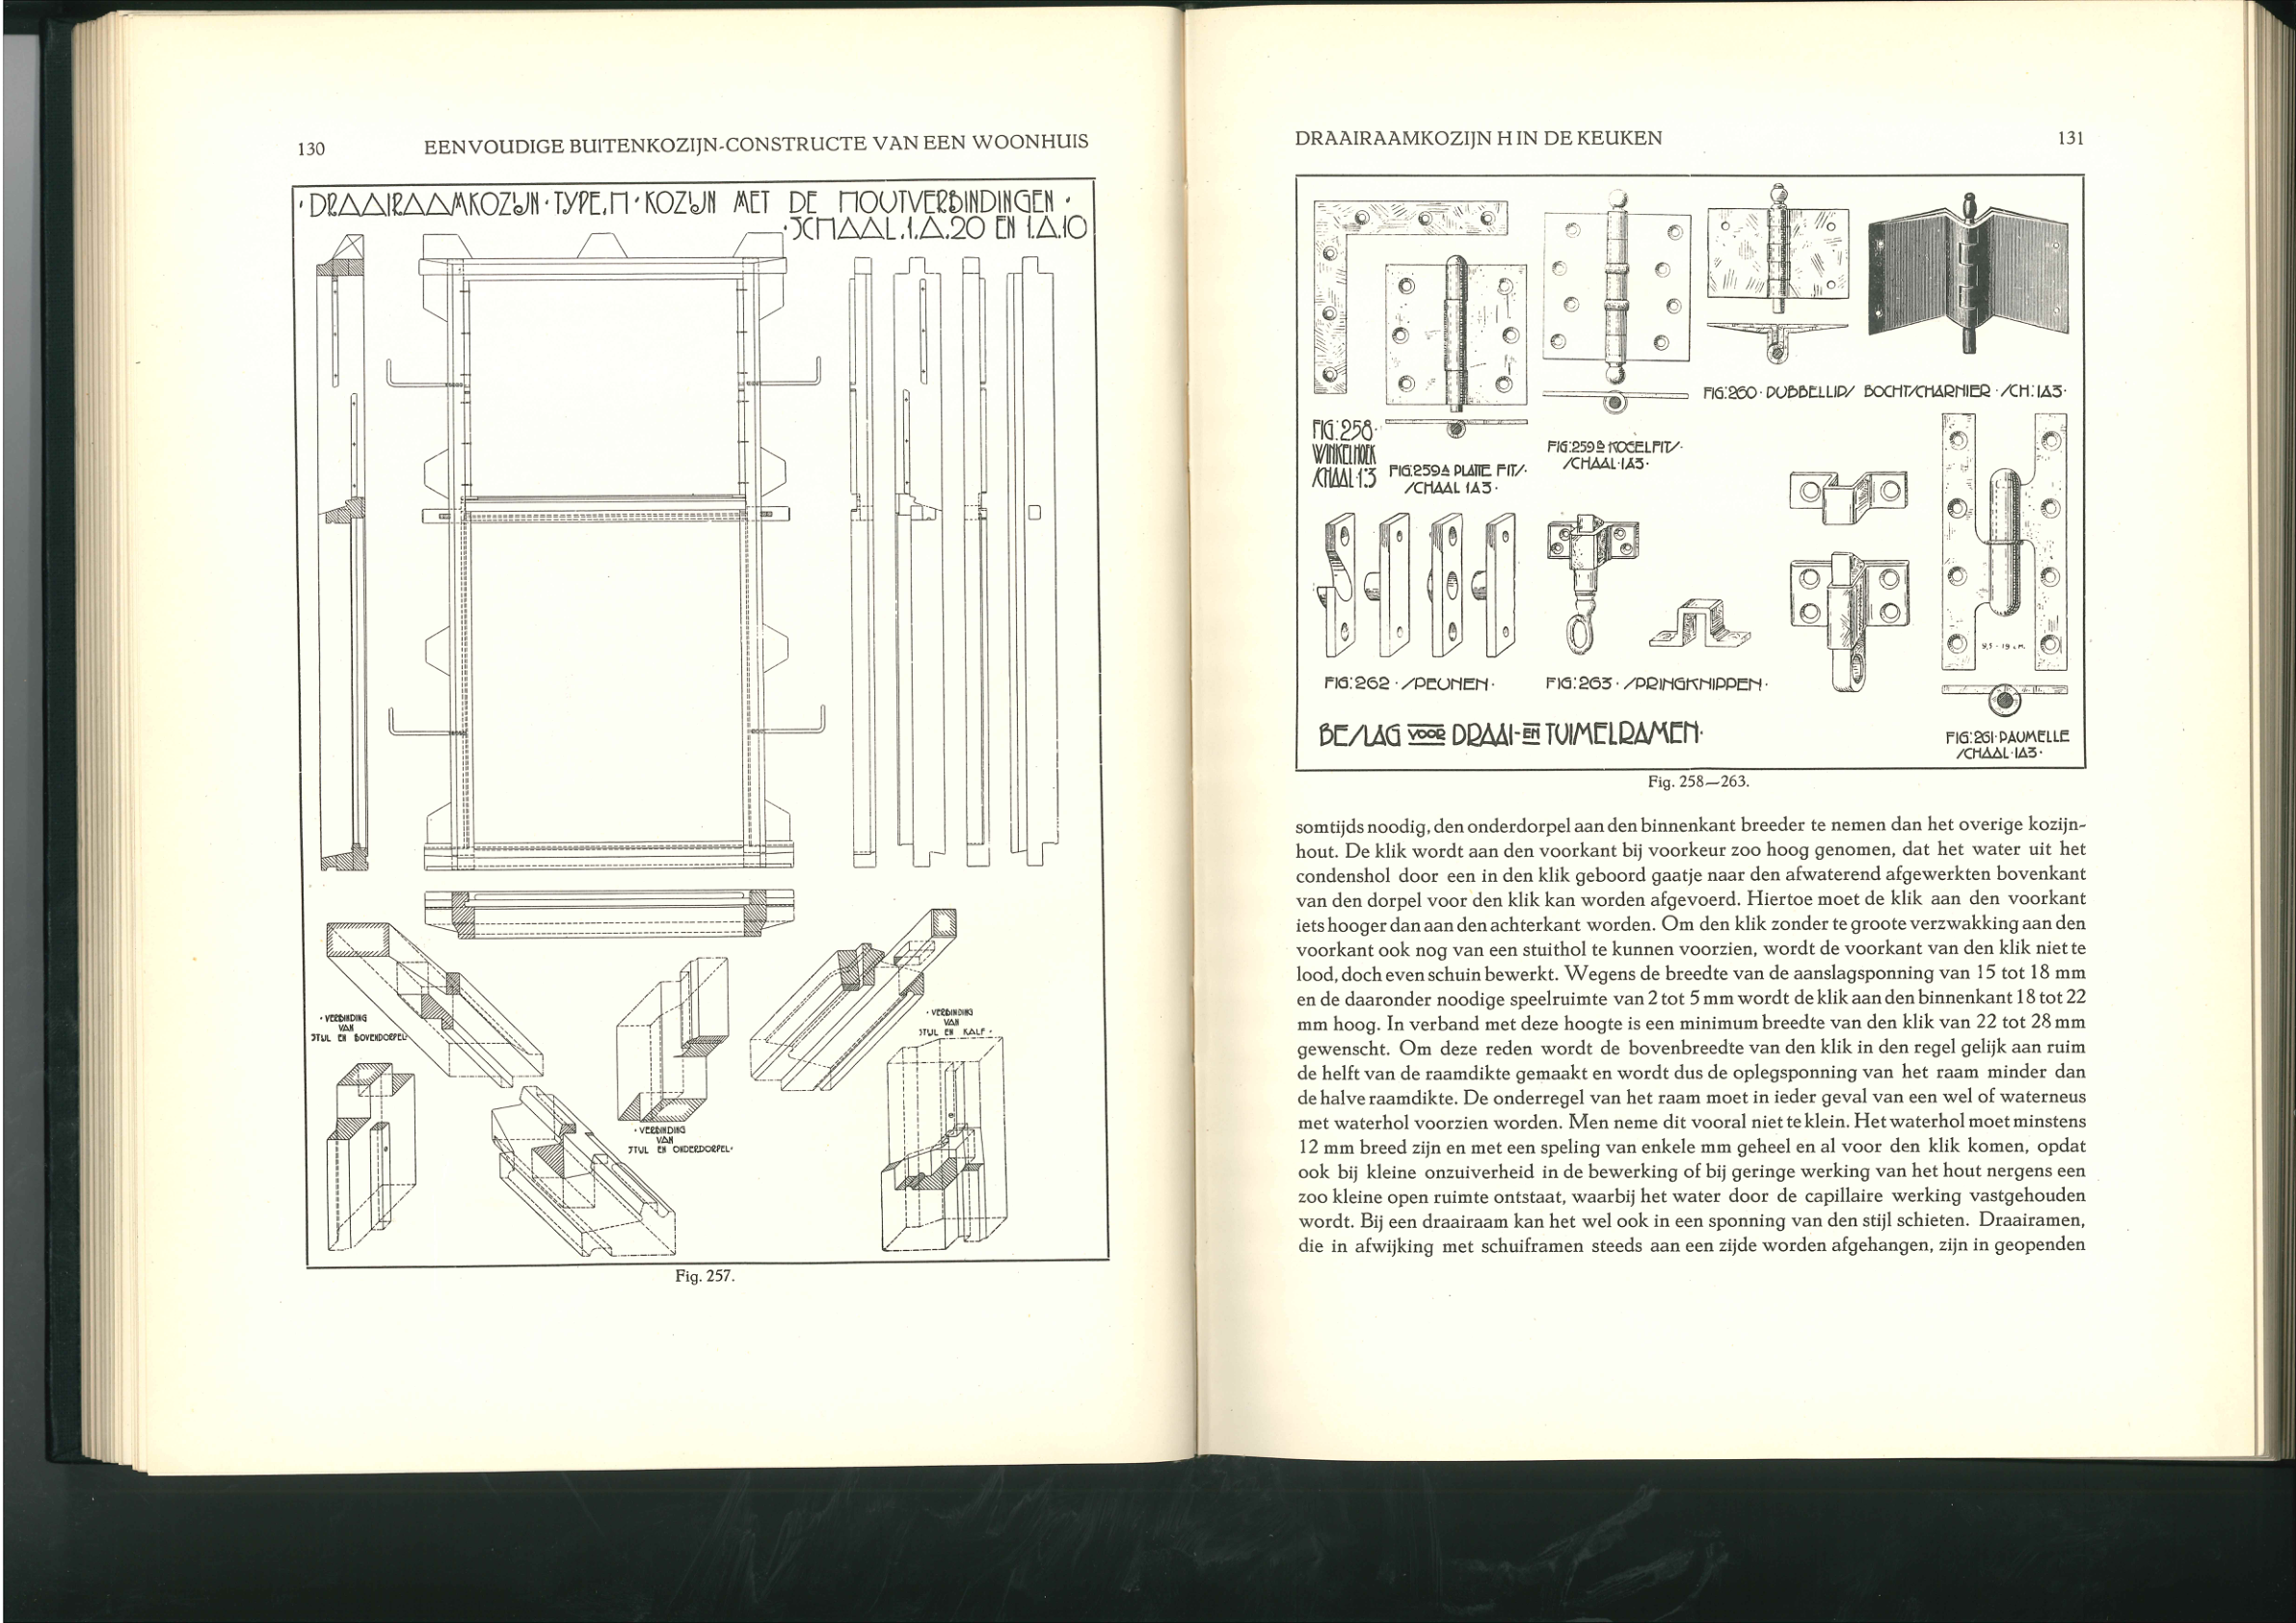 130 EENVOUDIGE BUITENKOZIJN-CONSTRUCTE VAN EEN WOONHUIS
· DRAAIRAAMKOZIJN · TYPE.H · KOZIJN MET DE HOUTVERBINDINGEN ·
· SCHAAL.1.A.20 EN 1.A.10
· VERBINDING
VAN
STIJL EN BOVENDORPEL·
· VERBINDING
VAN
STIJL EN ONDERDORPEL·
· VERBINDING
VAN
STIJL EN KALF ·
Fig. 257.
DRAAIRAAMKOZIJN H IN DE KEUKEN 131
FIG:258·
WINKELHOEK
SCHAAL·1:3
FIG:259A PLATTE FITS·
SCHAAL 1A3·
FIG:259B KOGELFITS·
SCHAAL·1A3·
FIG:260·DUBBELLIDS BOCHTSCHARNIER·SCH:1A3·
FIG:262·SPEUNEN·
FIG:263·SPRINGKNIPPEN·
9,5 - 19 c.M.
FIG:261·PAUMELLE
SCHAAL·1A3·
BESLAG VOOR DRAAI-EN TUIMELRAMEN·
Fig. 258—263.
somtijds noodig, den onderdorpel aan den binnenkant breeder te nemen dan het overige kozijn-
hout. De klik wordt aan den voorkant bij voorkeur zoo hoog genomen, dat het water uit het
condenshol door een in den klik geboord gaatje naar den afwaterend afgewerkten bovenkant
van den dorpel voor den klik kan worden afgevoerd. Hiertoe moet de klik aan den voorkant
iets hooger dan aan den achterkant worden. Om den klik zonder te groote verzwakking aan den
voorkant ook nog van een stuithol te kunnen voorzien, wordt de voorkant van den klik niet te
lood, doch even schuin bewerkt. Wegens de breedte van de aanslagsponning van 15 tot 18 mm
en de daaronder noodige speelruimte van 2 tot 5 mm wordt de klik aan den binnenkant 18 tot 22
mm hoog. In verband met deze hoogte is een minimum breedte van den klik van 22 tot 28 mm
gewenscht. Om deze reden wordt de bovenbreedte van den klik in den regel gelijk aan ruim
de helft van de raamdikte gemaakt en wordt dus de oplegsponning van het raam minder dan
de halve raamdikte. De onderregel van het raam moet in ieder geval van een wel of waterneus
met waterhol voorzien worden. Men neme dit vooral niet te klein. Het waterhol moet minstens
12 mm breed zijn en met een speling van enkele mm geheel en al voor den klik komen, opdat
ook bij kleine onzuiverheid in de bewerking of bij geringe werking van het hout nergens een
zoo kleine open ruimte ontstaat, waarbij het water door de capillaire werking vastgehouden
wordt. Bij een draairaam kan het wel ook in een sponning van den stijl schieten. Draairamen,
die in afwijking met schuiframen steeds aan een zijde worden afgehangen, zijn in geopenden